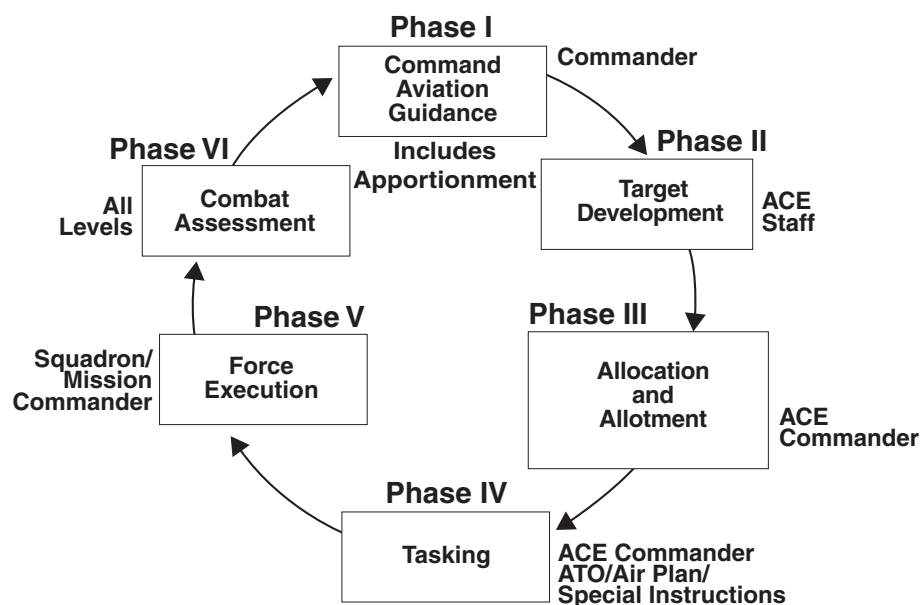 Phase I
Command
Aviation
Guidance
Commander
Includes
Apportionment
Phase II
Target
Development
ACE
Staff
Phase III
Allocation
and
Allotment
ACE
Commander
Phase IV
Tasking
ACE Commander
ATO/Air Plan/
Special Instructions
Phase V
Force
Execution
Squadron/
Mission
Commander
Phase VI
Combat
Assessment
All
Levels